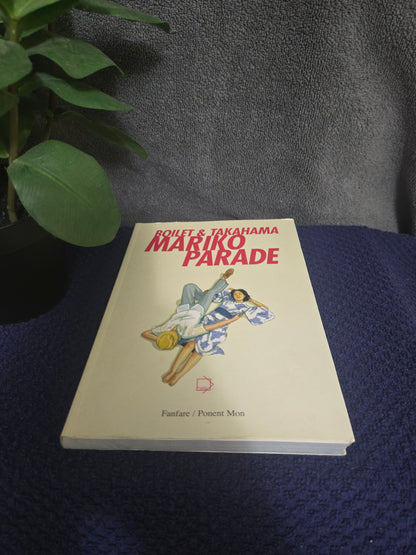 BOILET & TAKAHAMA
MARIKO
PARADE
Fanfare / Ponent Mon